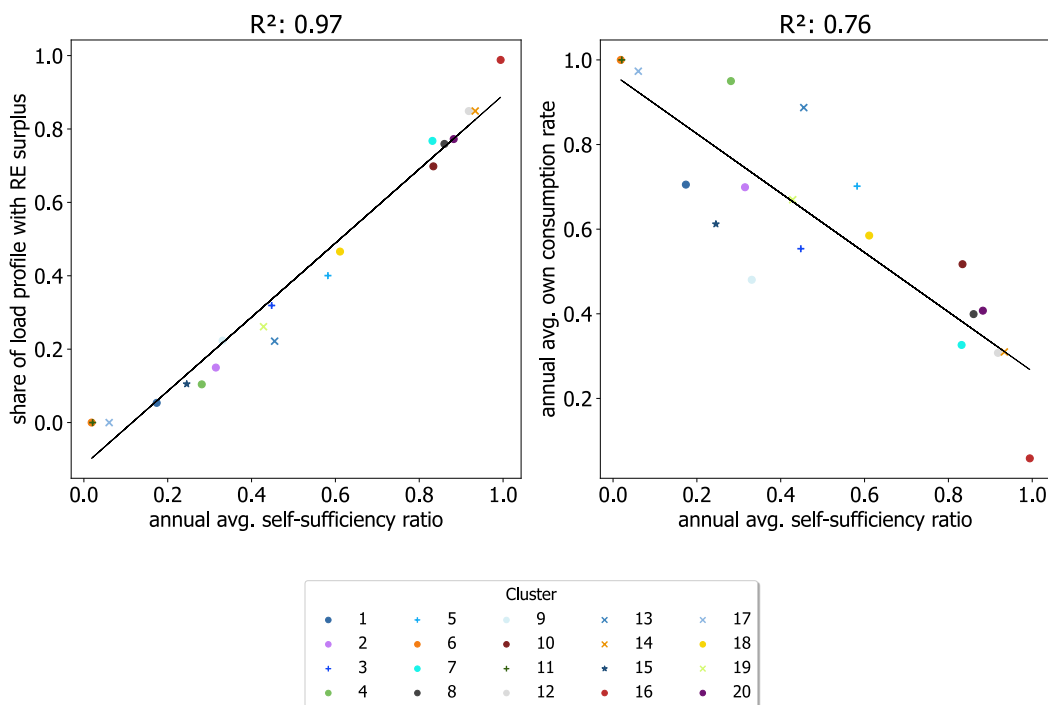 R²: 0.97
1.0
0.8
0.6
0.4
0.2
0.0
share of load profile with RE surplus
0.0 0.2 0.4 0.6 0.8 1.0
annual avg. self-sufficiency ratio
R²: 0.76
1.0
0.8
0.6
0.4
0.2
annual avg. own consumption rate
0.0 0.2 0.4 0.6 0.8 1.0
annual avg. self-sufficiency ratio
Cluster
1 5 9 13 17
2 6 10 14 18
3 7 11 15 19
4 8 12 16 20